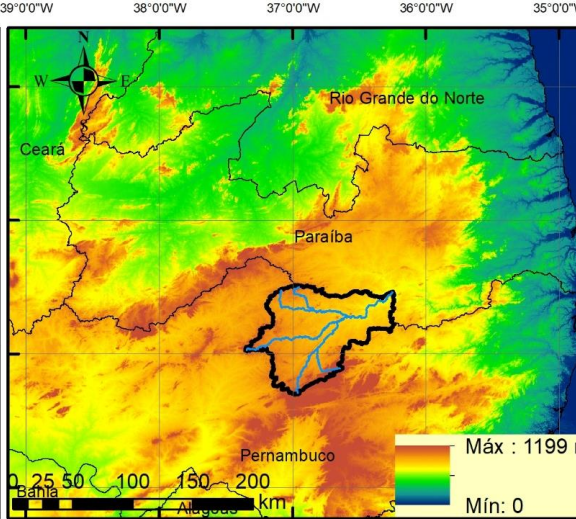 39°0'0"W 38°0'0"W 37°0'0"W 36°0'0"W 35°0'0"W
N
W E
S
Rio Grande do Norte
Ceará
Paraíba
Pernambuco
Máx : 1199
Mín: 0
0 25 50 100 150 200
km
Bahia
Alagoas